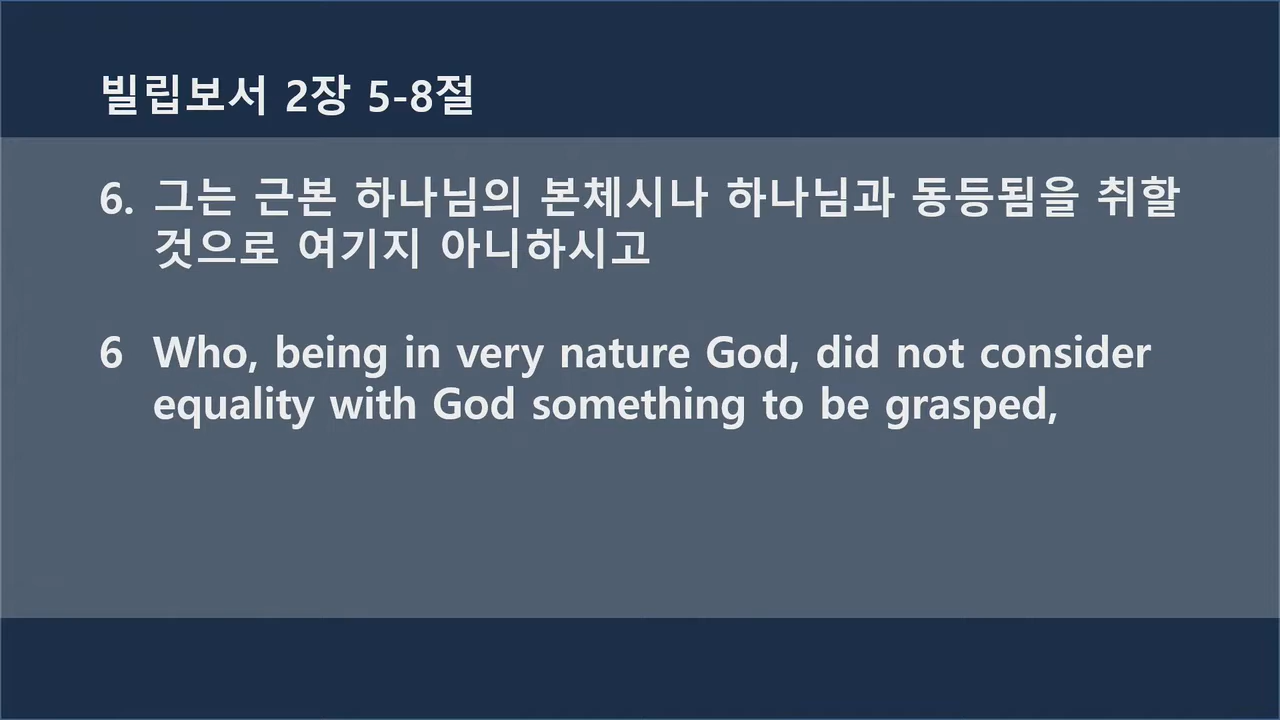 빌립보서 2장 5-8절
6. 그는 근본 하나님의 본체시나 하나님과 동등됨을 취할
것으로 여기지 아니하시고
6 Who, being in very nature God, did not consider
equality with God something to be grasped,